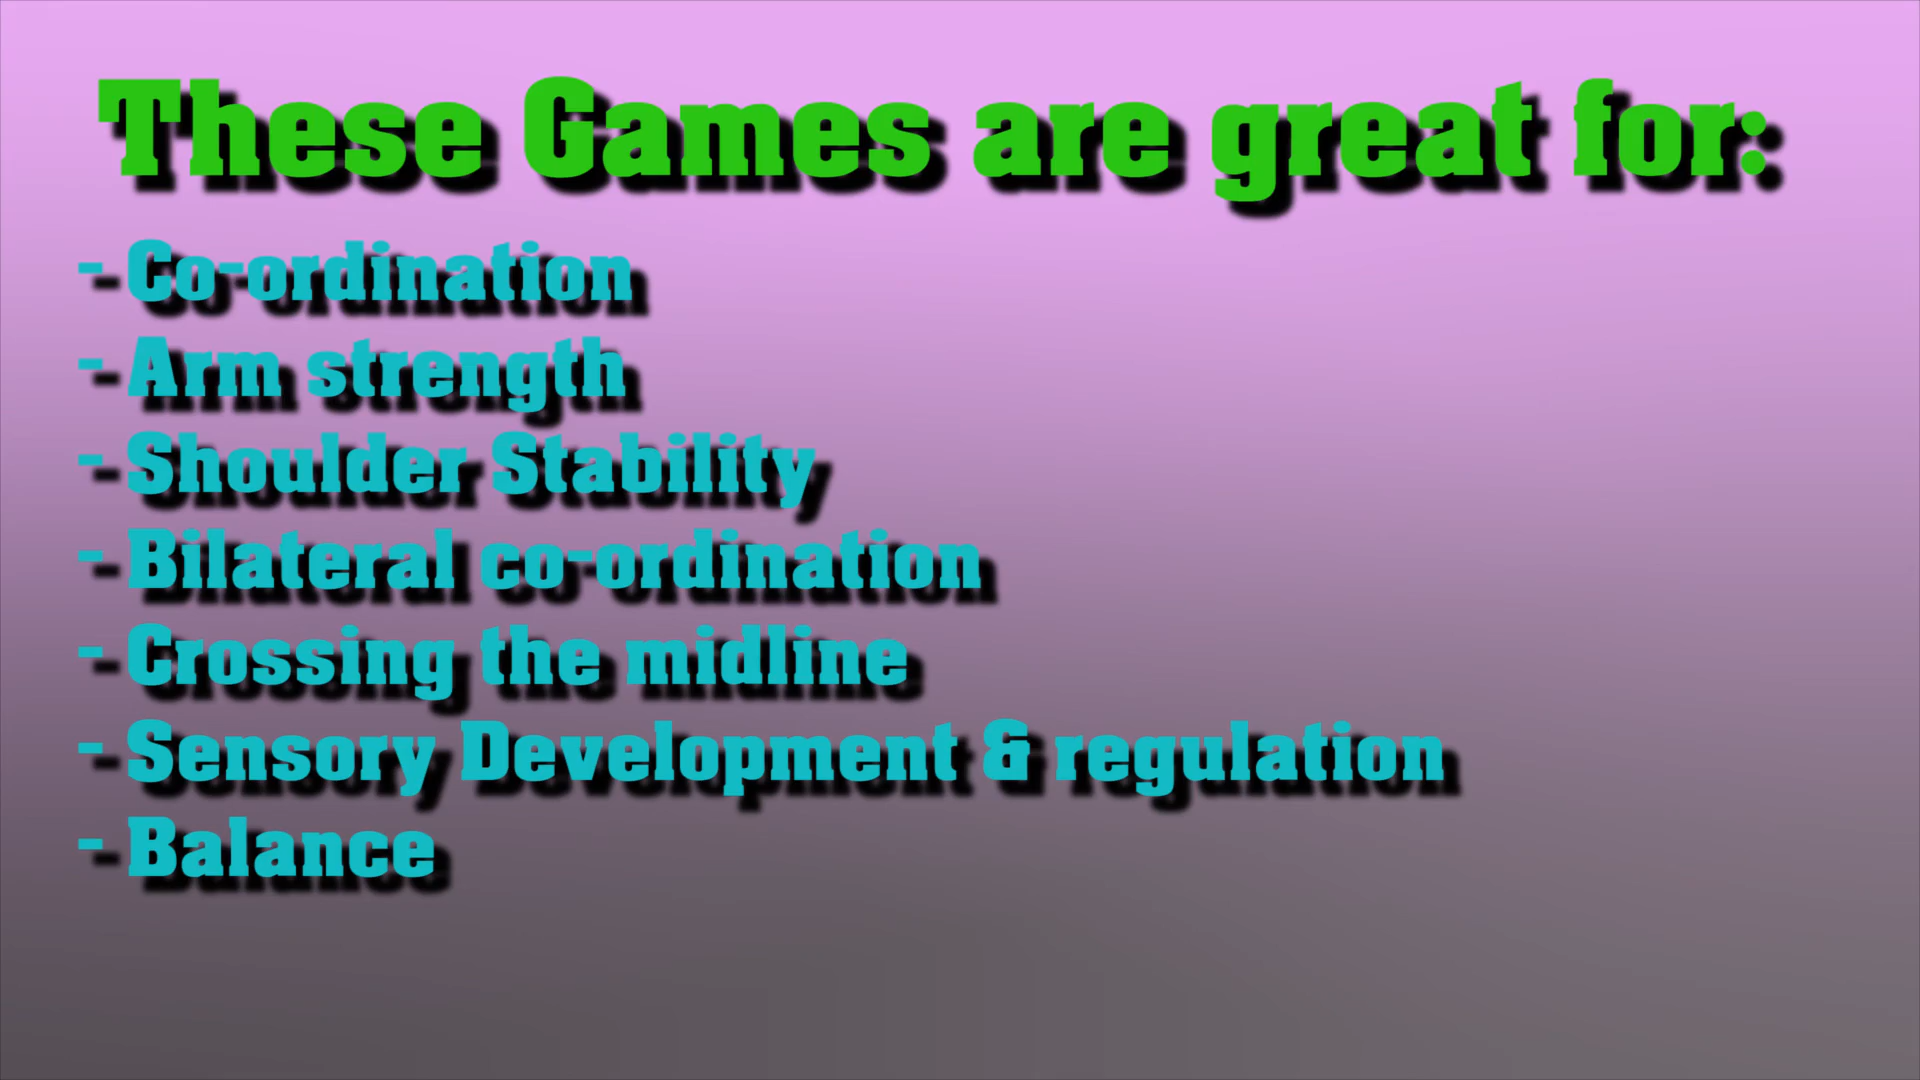 These Games are great for:
- Co-ordination
- Arm strength
- Shoulder Stability
- Bilateral co-ordination
- Crossing the midline
- Sensory Development & regulation
- Balance